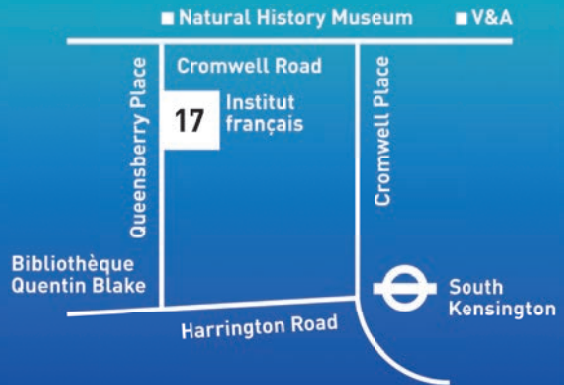 Natural History Museum
V&A
Cromwell Road
Queensberry Place
17
Institut
français
Cromwell Place
Bibliothèque
Quentin Blake
South
Kensington
Harrington Road